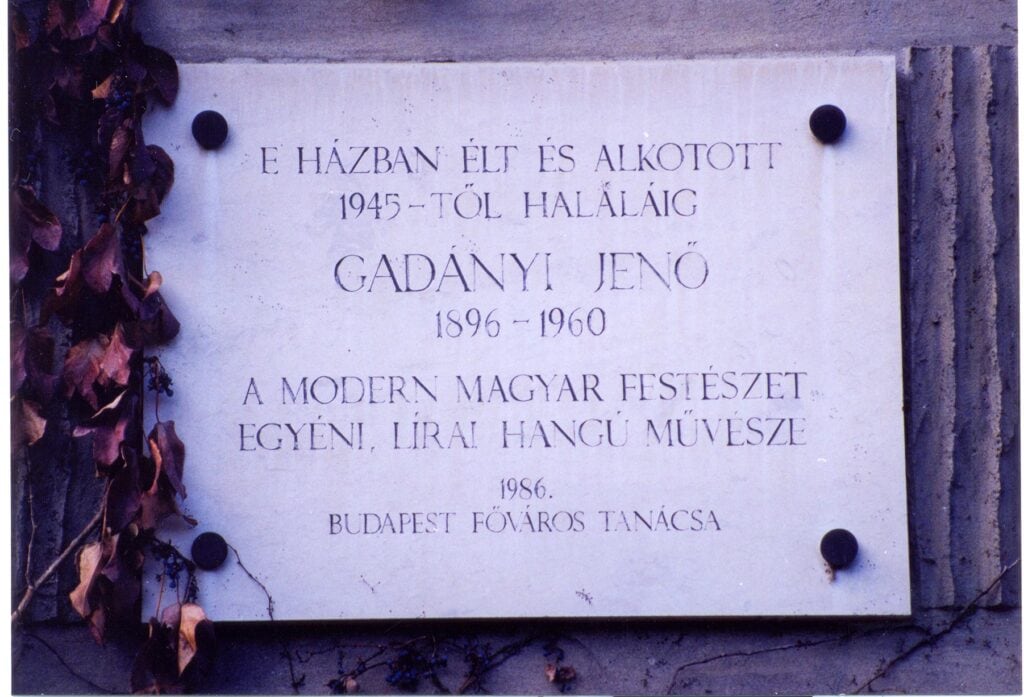 E HÁZBAN ÉLT ÉS ALKOTOTT
1945-TŐL HALÁLÁIG
GADÁNYI JENŐ
1896-1960
A MODERN MAGYAR FESTÉSZET
EGYÉNI, LÍRAI HANGÚ MŰVÉSZE
1986.
BUDAPEST FŐVÁROS TANÁCSA